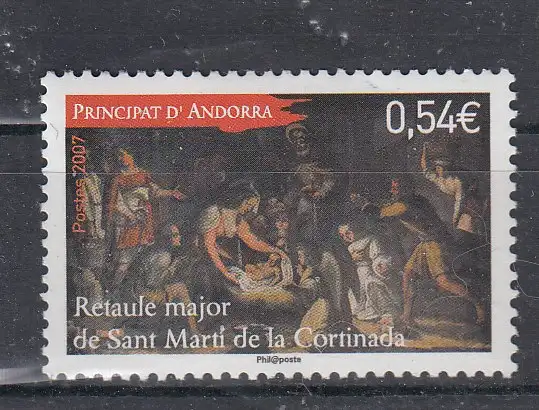 PRINCIPAT D'ANDORRA
0,54€
Postes 2007
Retaule major
de Sant Martí de la Cortinada
Phil@poste